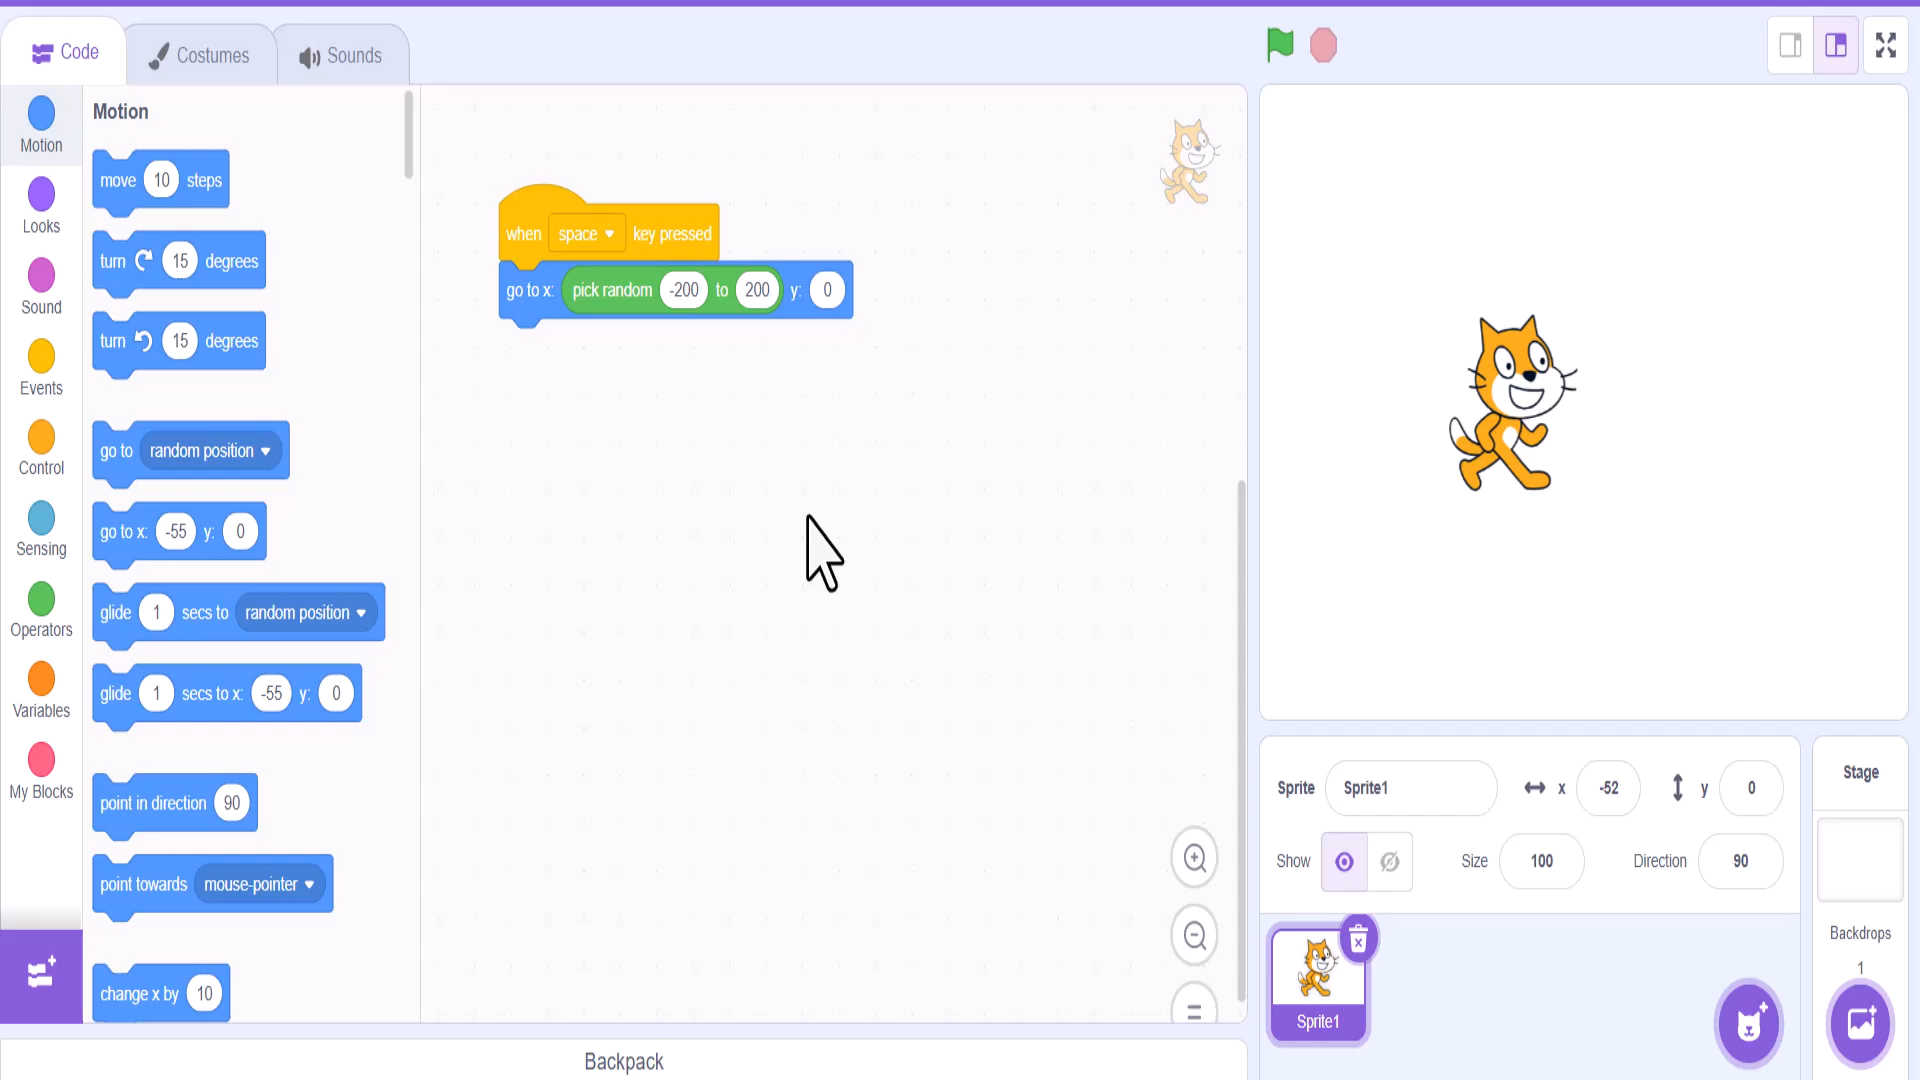 Code
Costumes
Sounds
Motion
Looks
Sound
Events
Control
Sensing
Operators
Variables
My Blocks
Motion
move 10 steps
turn 15 degrees
turn 15 degrees
go to random position
go to x: -55 y: 0
glide 1 secs to random position
glide 1 secs to x: -55 y: 0
point in direction 90
point towards mouse-pointer
change x by 10
when space key pressed
go to x: pick random -200 to 200 y: 0
Backpack
Sprite Sprite1 x -52 y 0
Show Size 100 Direction 90
Sprite1
Stage
Backdrops
1